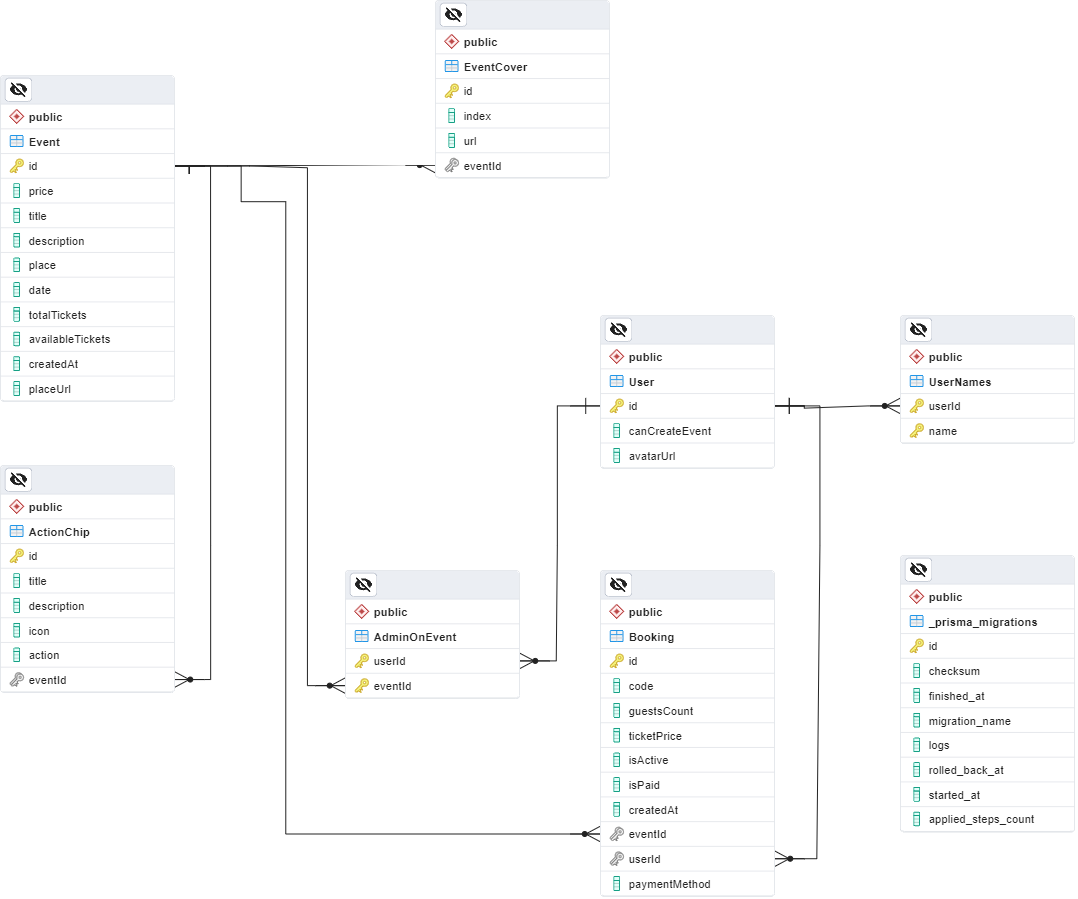 public
EventCover
id
index
url
eventId
public
Event
id
price
title
description
place
date
totalTickets
availableTickets
createdAt
placeUrl
public
User
id
canCreateEvent
avatarUrl
public
UserNames
userId
name
public
ActionChip
id
title
description
icon
action
eventId
public
AdminOnEvent
userId
eventId
public
Booking
id
code
guestsCount
ticketPrice
isActive
isPaid
createdAt
eventId
userId
paymentMethod
public
_prisma_migrations
id
checksum
finished_at
migration_name
logs
rolled_back_at
started_at
applied_steps_count